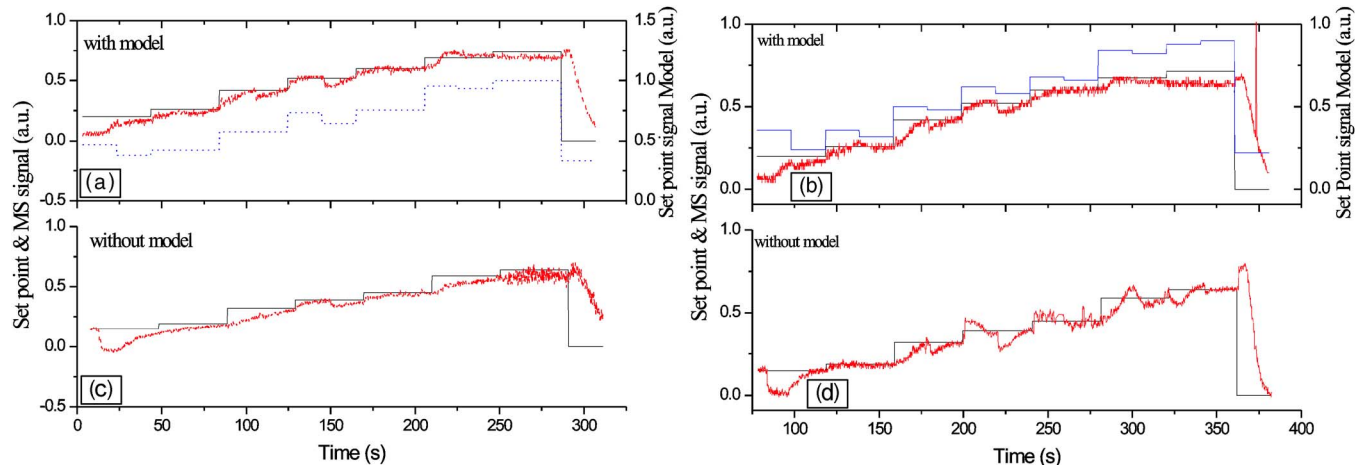 1.0
0.5
0.0
-0.5
with model
(a)
1.5
1.0
0.5
0.0
Set point signal Model (a.u.)
Set point & MS signal (a.u.)
1.0
0.5
0.0
-0.5
without model
(c)
0 50 100 150 200 250 300
Time (s)
1.0
0.5
0.0
with model
(b)
1.0
0.5
0.0
Set Point signal Model (a.u.)
Set point & MS signal (a.u.)
1.0
0.5
0.0
without model
(d)
100 150 200 250 300 350 400
Time (s)